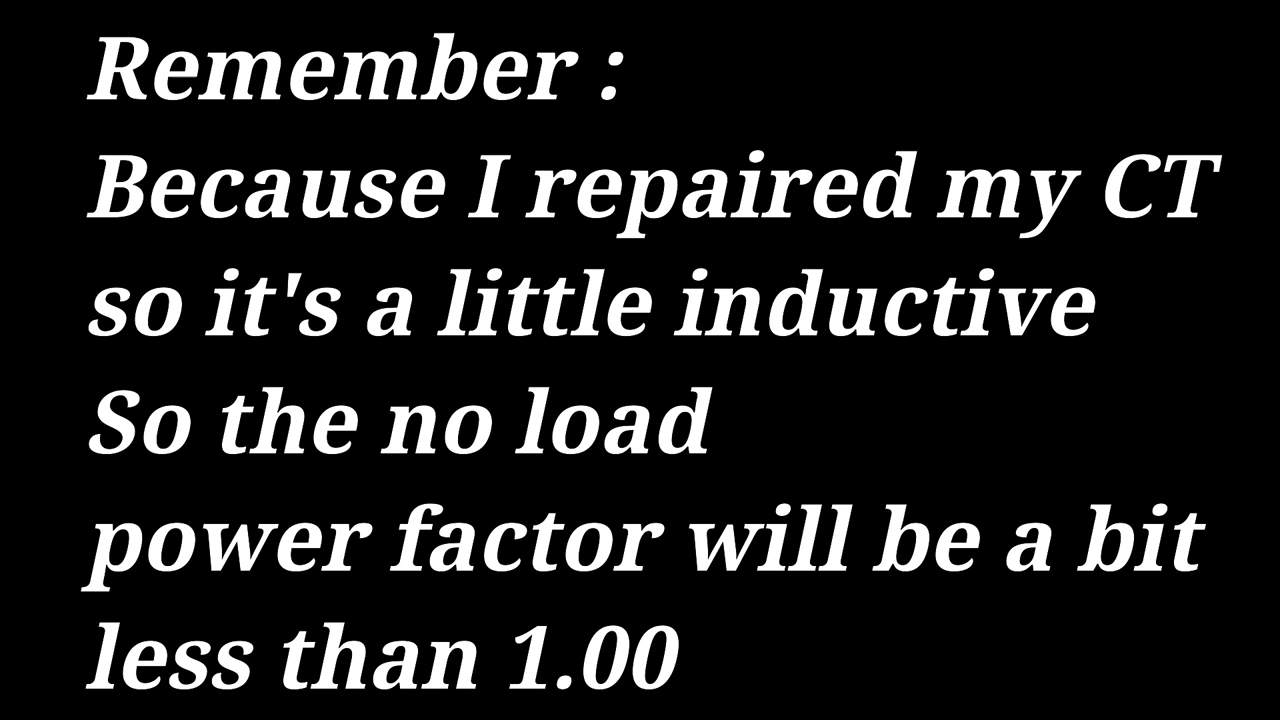 Remember :
Because I repaired my CT
so it's a little inductive
So the no load
power factor will be a bit
less than 1.00